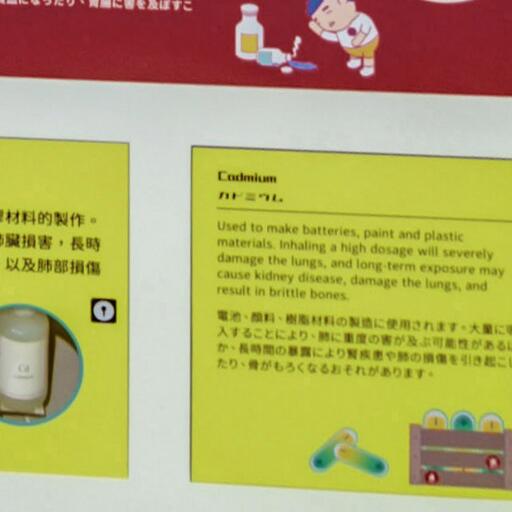 血になったり、胃腸に害を及ぼすこ
材料的製作。
臟損害，長時
以及肺部損傷
Cd
Cadmium
カドミウム
Used to make batteries, paint and plastic
materials. Inhaling a high dosage will severely
damage the lungs, and long-term exposure may
cause kidney disease, damage the lungs, and
result in brittle bones.
電池、顔料、樹脂材料の製造に使用されます。大量に吸
入することにより、肺に重度の害が及ぶ可能性があるほ
か、長時間の暴露により腎疾患や肺の損傷を引き起こし
たり、骨がもろくなるおそれがあります。